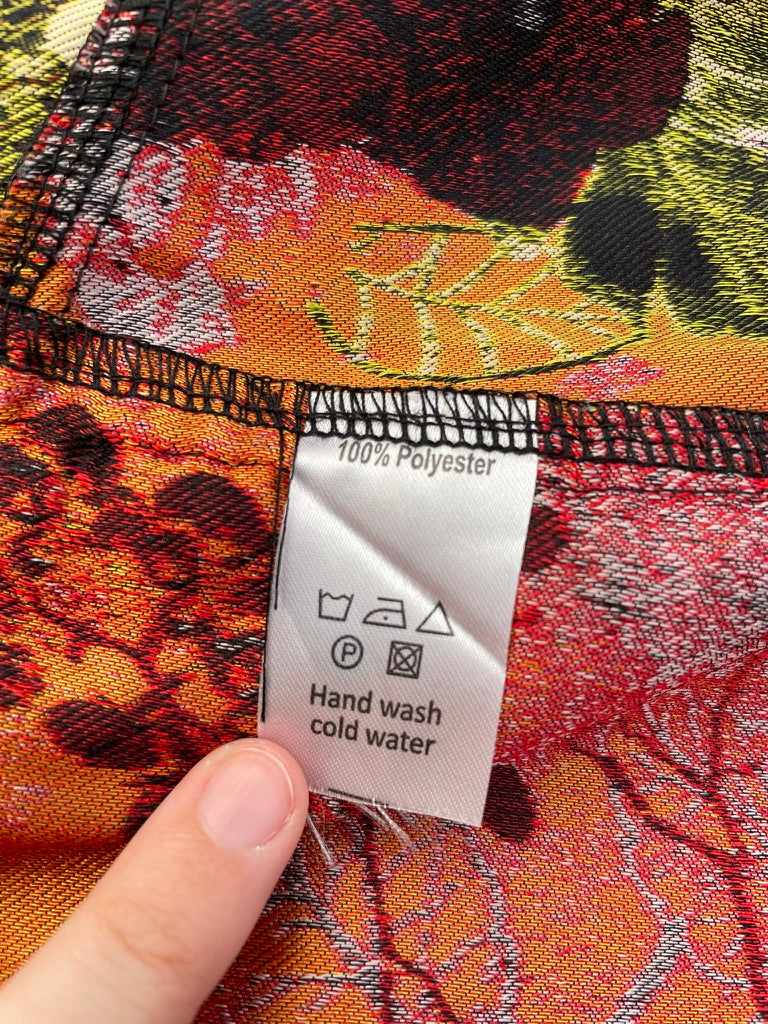 100% Polyester
P
Hand wash
cold water